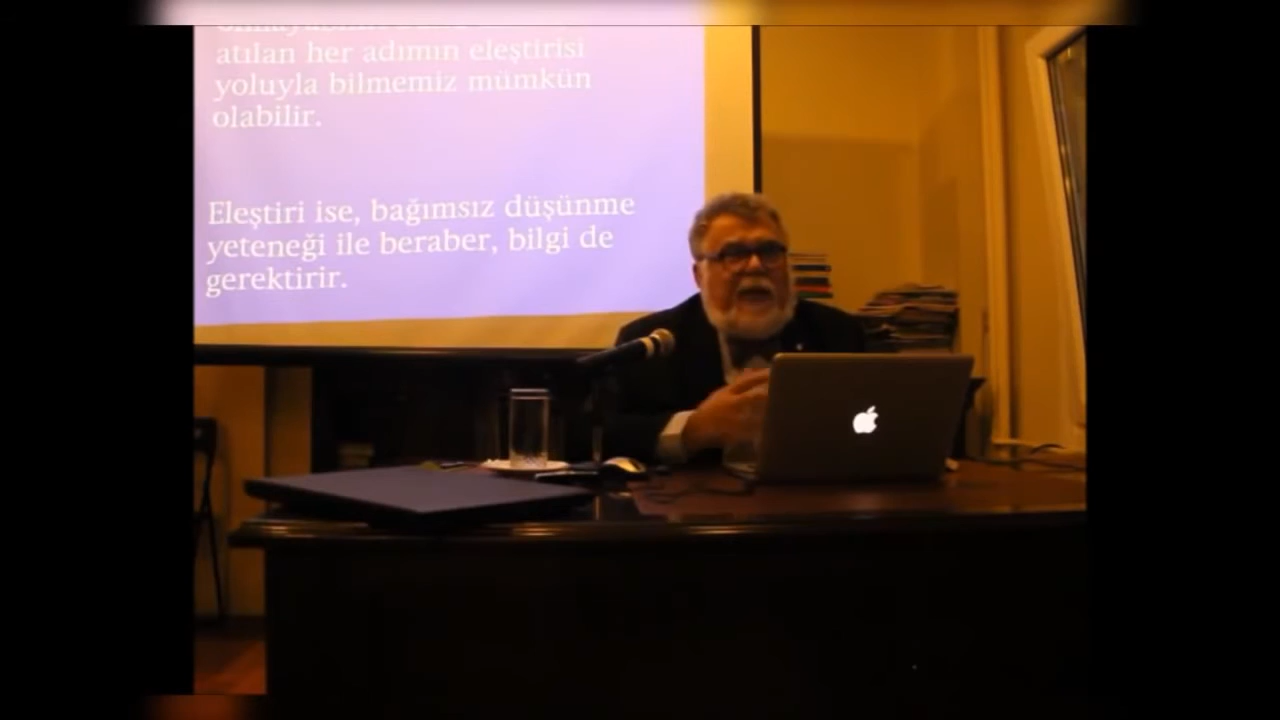 atılan her adımın eleştirisi
yoluyla bilmemiz mümkün
olabilir.
Eleştiri ise, bağımsız düşünme
yeteneği ile beraber, bilgi de
gerektirir.